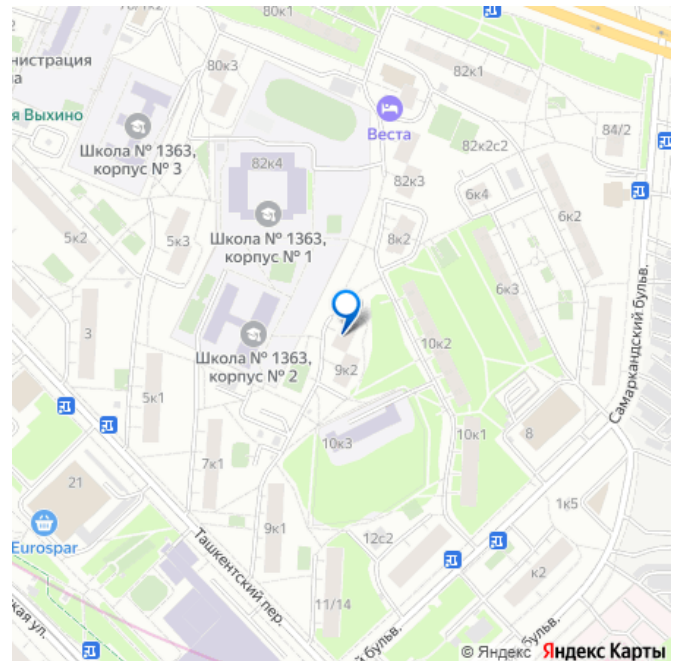 80к1
нистрация
ва
80к3
82к1
я Выхино
Веста
84/2
Школа № 1363,
корпус № 3
82к4
82к2с2
82к3
6к4
5к2
5к3
Школа № 1363,
корпус № 1
8к2
6к2
6к3
3
10к2
Школа № 1363,
корпус № 2
9к2
Самаркандский бульв.
5к1
10к3
10к1
8
7к1
21
1к5
9к1
Eurospar
12с2
Ташкентский пер.
к2
11/14
кая ул.
й бульв.
бульв.
© Яндекс Яндекс Карты